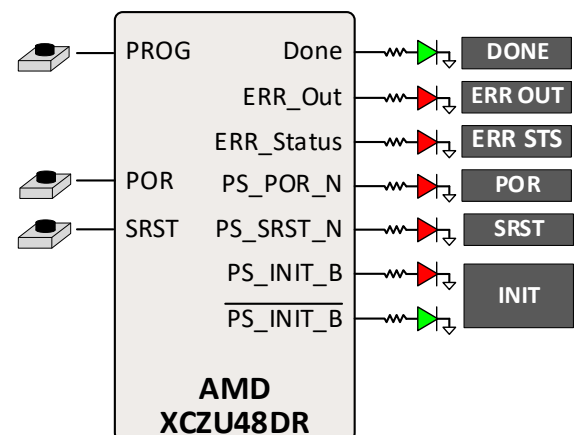 PROG Done DONE
ERR_Out ERR OUT
ERR_Status ERR STS
POR PS_POR_N POR
SRST PS_SRST_N SRST
PS_INIT_B
INIT
PS_INIT_B
AMD
XCZU48DR